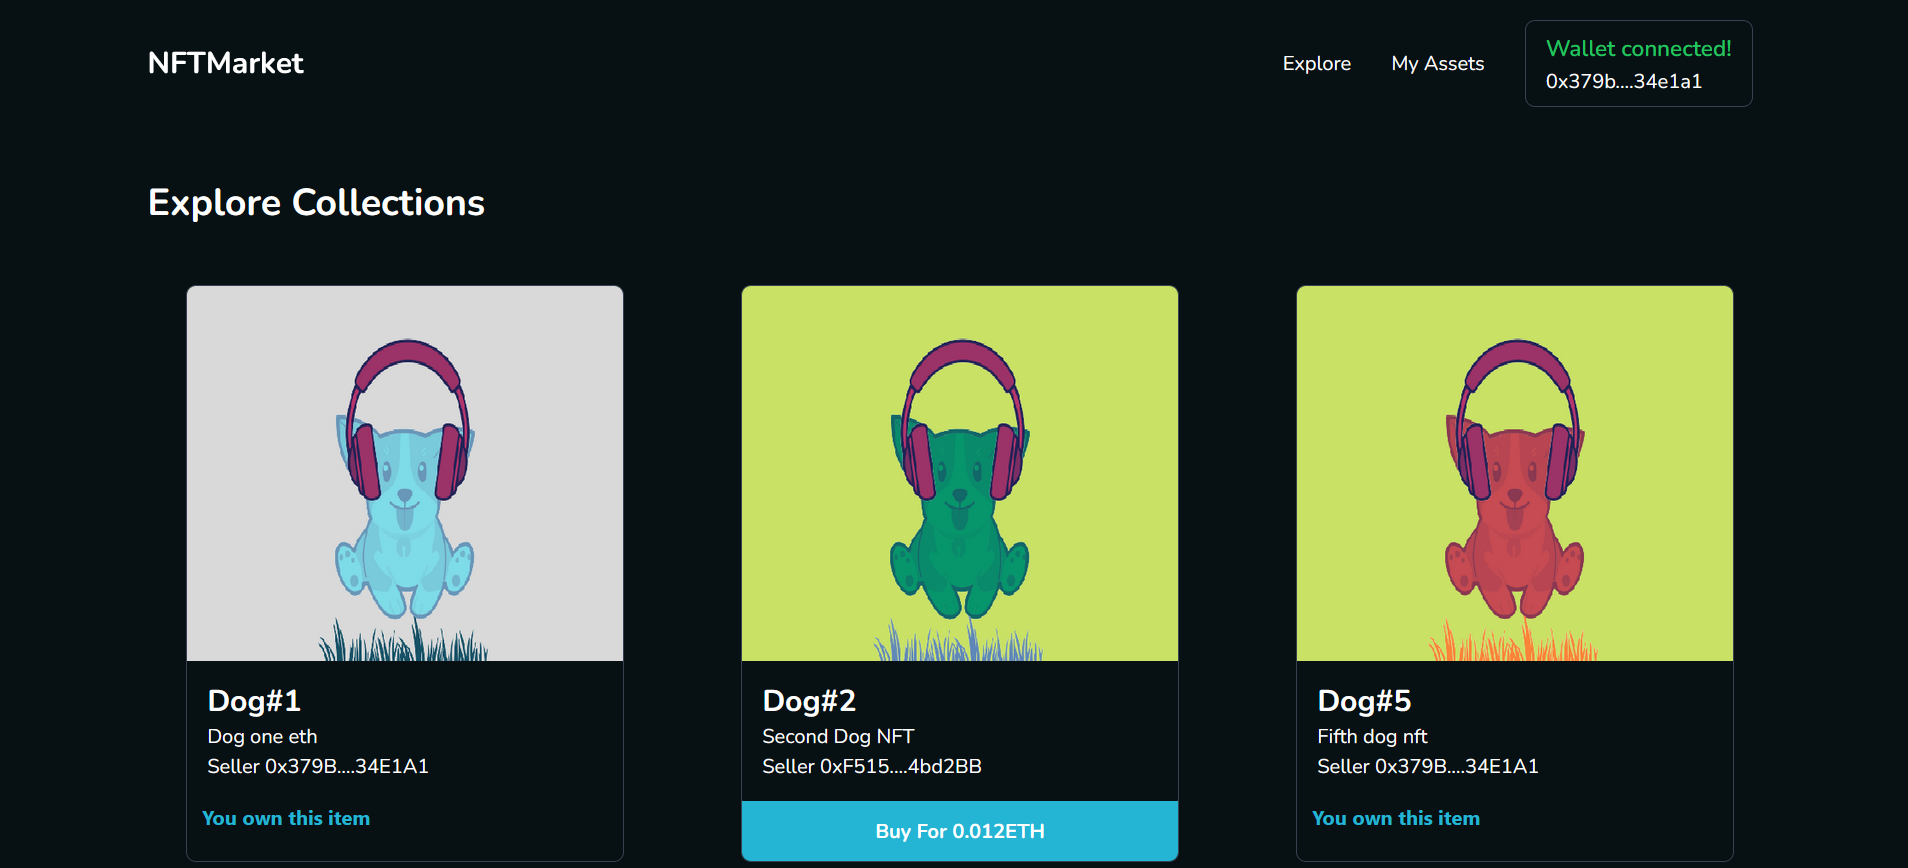 NFTMarket
Explore
My Assets
Wallet connected!
0x379b....34e1a1
Explore Collections
Dog#1
Dog one eth
Seller 0x379B....34E1A1
You own this item
Dog#2
Second Dog NFT
Seller 0xF515....4bd2BB
Buy For 0.012ETH
Dog#5
Fifth dog nft
Seller 0x379B....34E1A1
You own this item